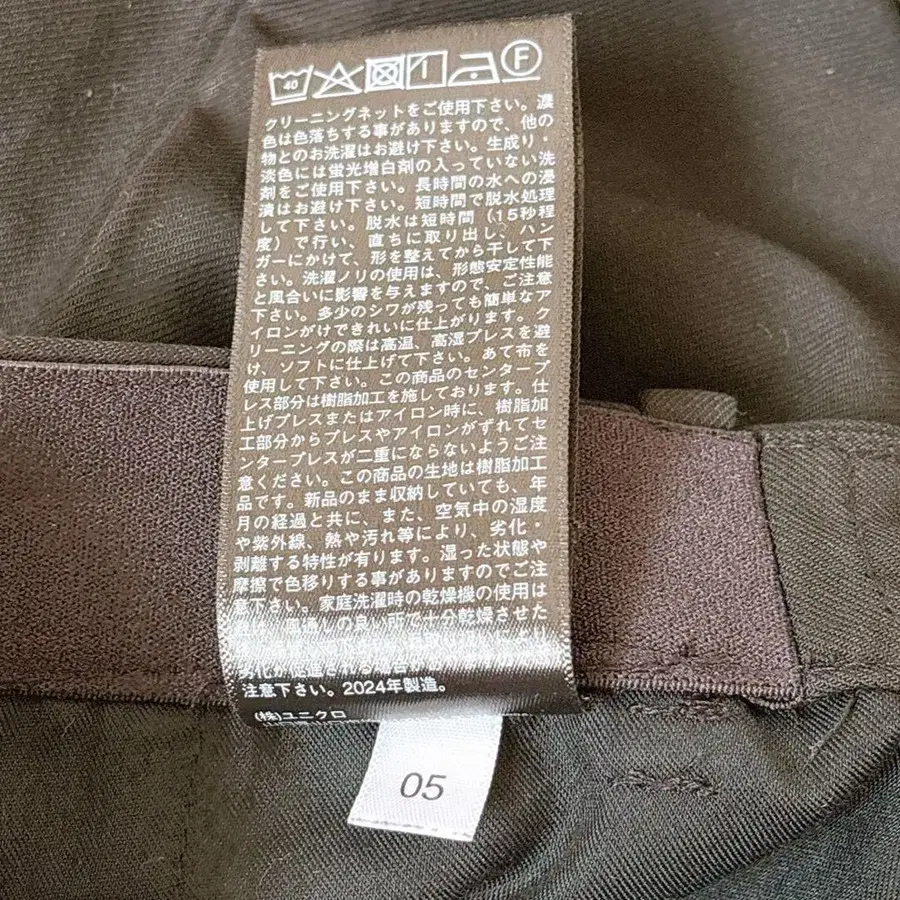 40 F
クリーニングネットをご使用下さい。濃
色は色落ちする事がありますので、他の
物とのお洗濯はお避け下さい。生成り・
淡色には蛍光増白剤の入っていない洗
剤をご使用下さい。長時間の水への浸
漬はお避け下さい。短時間で脱水処理
して下さい。脱水は短時間（15秒程
度）で行い、直ちに取り出し、ハン
ガーにかけて、形を整えてから干して下
さい。洗濯ノリの使用は、形態安定性能
と風合いに影響を与えますので、ご注意
下さい。多少のシワが残っても簡単なア
イロンがけできれいに仕上がります。ク
リーニングの際は高温、高湿プレスを避
け、ソフトに仕上げて下さい。あて布を
使用して下さい。この商品のセンタープ
レス部分は樹脂加工を施しております。仕
上げプレスまたはアイロン時に、樹脂加
工部分からプレスやアイロンがずれてセ
ンタープレスが二重にならないようご注
意ください。この商品の生地は樹脂加工
品です。新品のまま収納していても、年
月の経過と共に、また、空気中の湿度
や紫外線、熱や汚れ等により、劣化・
剥離する特性が有ります。湿った状態や
摩擦で色移りする事がありますのでご注
意下さい。家庭洗濯時の乾燥機の使用は
所で十分乾燥させた
注意下さい。2024年製造。
(株)ユニクロ
05